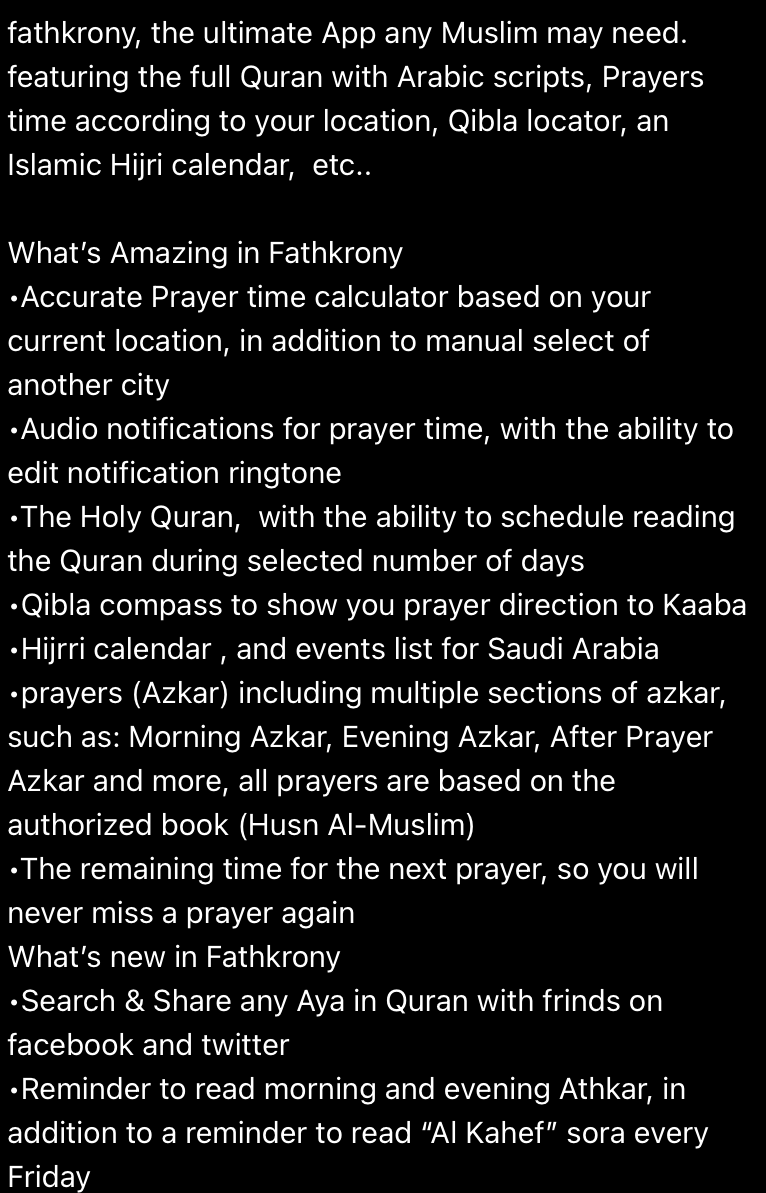 fathkrony, the ultimate App any Muslim may need.
featuring the full Quran with Arabic scripts, Prayers
time according to your location, Qibla locator, an
Islamic Hijri calendar,  etc..

What’s Amazing in Fathkrony
•Accurate Prayer time calculator based on your
current location, in addition to manual select of
another city
•Audio notifications for prayer time, with the ability to
edit notification ringtone
•The Holy Quran,  with the ability to schedule reading
the Quran during selected number of days
•Qibla compass to show you prayer direction to Kaaba
•Hijrri calendar , and events list for Saudi Arabia
•prayers (Azkar) including multiple sections of azkar,
such as: Morning Azkar, Evening Azkar, After Prayer
Azkar and more, all prayers are based on the
authorized book (Husn Al-Muslim)
•The remaining time for the next prayer, so you will
never miss a prayer again
What’s new in Fathkrony
•Search & Share any Aya in Quran with frinds on
facebook and twitter
•Reminder to read morning and evening Athkar, in
addition to a reminder to read “Al Kahef” sora every
Friday